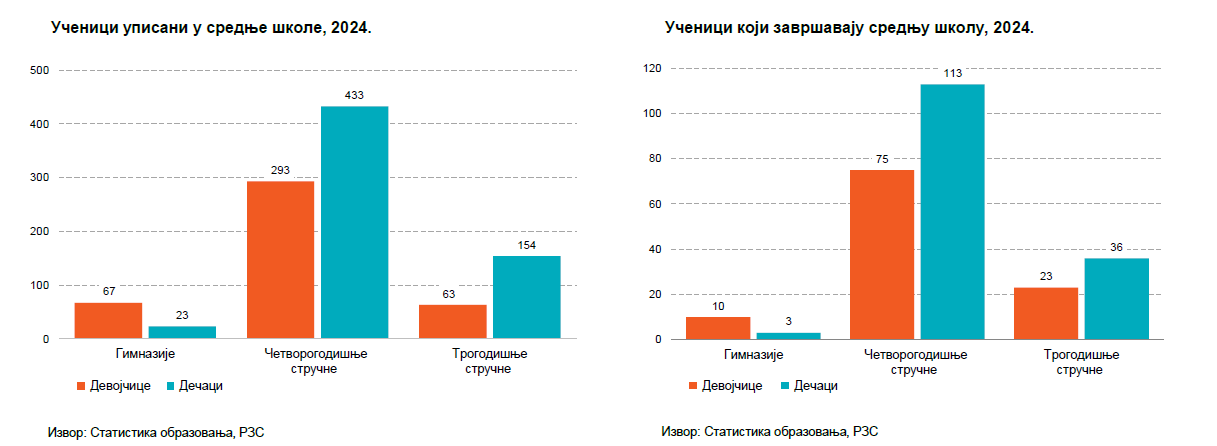 Ученици уписани у средње школе, 2024.
500
400
300
200
100
0
67
23
293
433
63
154
Гимназије
Четворогодишње
стручне
Трогодишње
стручне
Девојчице
Дечаци
Извор: Статистика образовања, РЗС
Ученици који завршавају средњу школу, 2024.
120
100
80
60
40
20
0
10
3
75
113
23
36
Гимназије
Четворогодишње
стручне
Трогодишње
стручне
Девојчице
Дечаци
Извор: Статистика образовања, РЗС